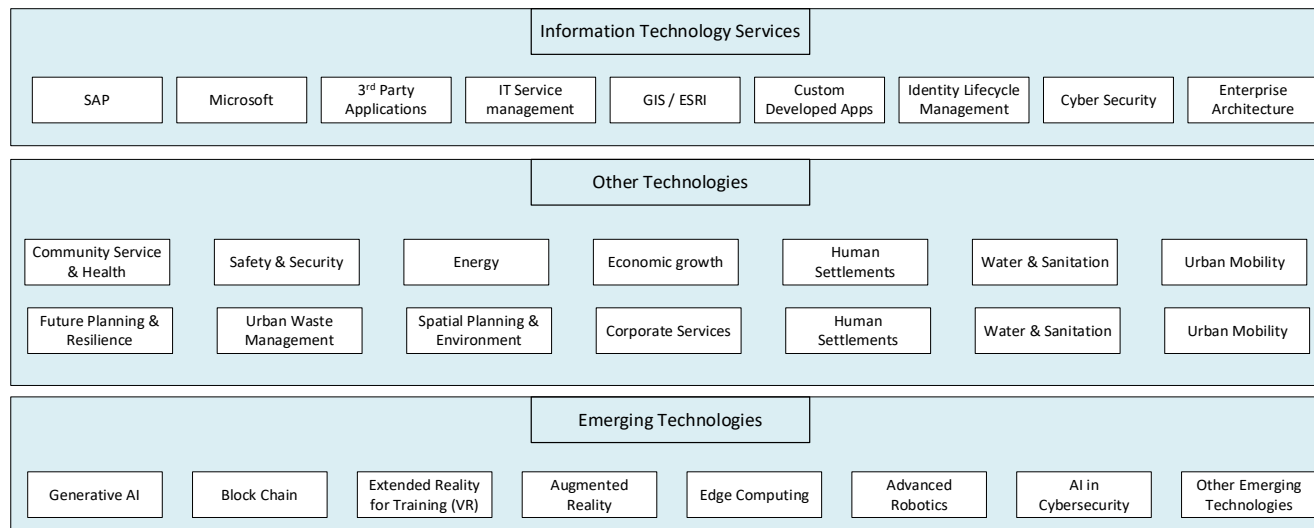 Information Technology Services
SAP
Microsoft
3rd Party
Applications
IT Service
management
GIS / ESRI
Custom
Developed Apps
Identity Lifecycle
Management
Cyber Security
Enterprise
Architecture
Other Technologies
Community Service
& Health
Safety & Security
Energy
Economic growth
Human
Settlements
Water & Sanitation
Urban Mobility
Future Planning &
Resilience
Urban Waste
Management
Spatial Planning &
Environment
Corporate Services
Human
Settlements
Water & Sanitation
Urban Mobility
Emerging Technologies
Generative AI
Block Chain
Extended Reality
for Training (VR)
Augmented
Reality
Edge Computing
Advanced
Robotics
AI in
Cybersecurity
Other Emerging
Technologies